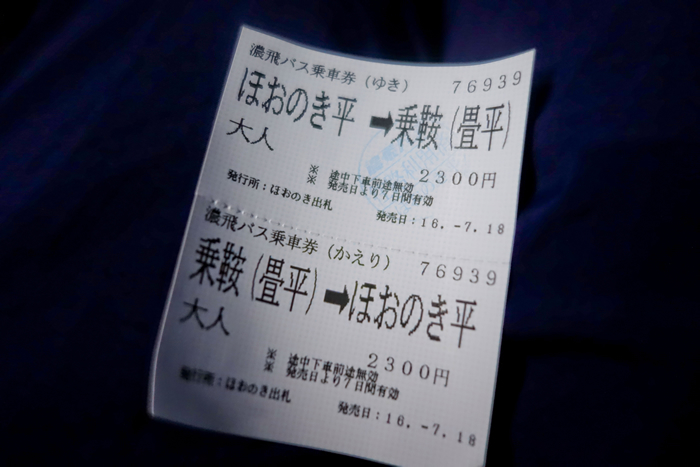 濃飛バス乗車券(ゆき) 76939
ほおのき平 ➡乗鞍(畳平)
大人
※ 途中下車前途無効 2300円
※ 発売日より7日間有効
発行所:ほおのき出札 発売日:16.-7.18
濃飛バス乗車券(かえり) 76939
乗鞍(畳平)➡ほおのき平
大人
2300円
※ 途中下車前途無効
※ 発売日より7日間有効
発行所:ほおのき出札 発売日:16.-7.18